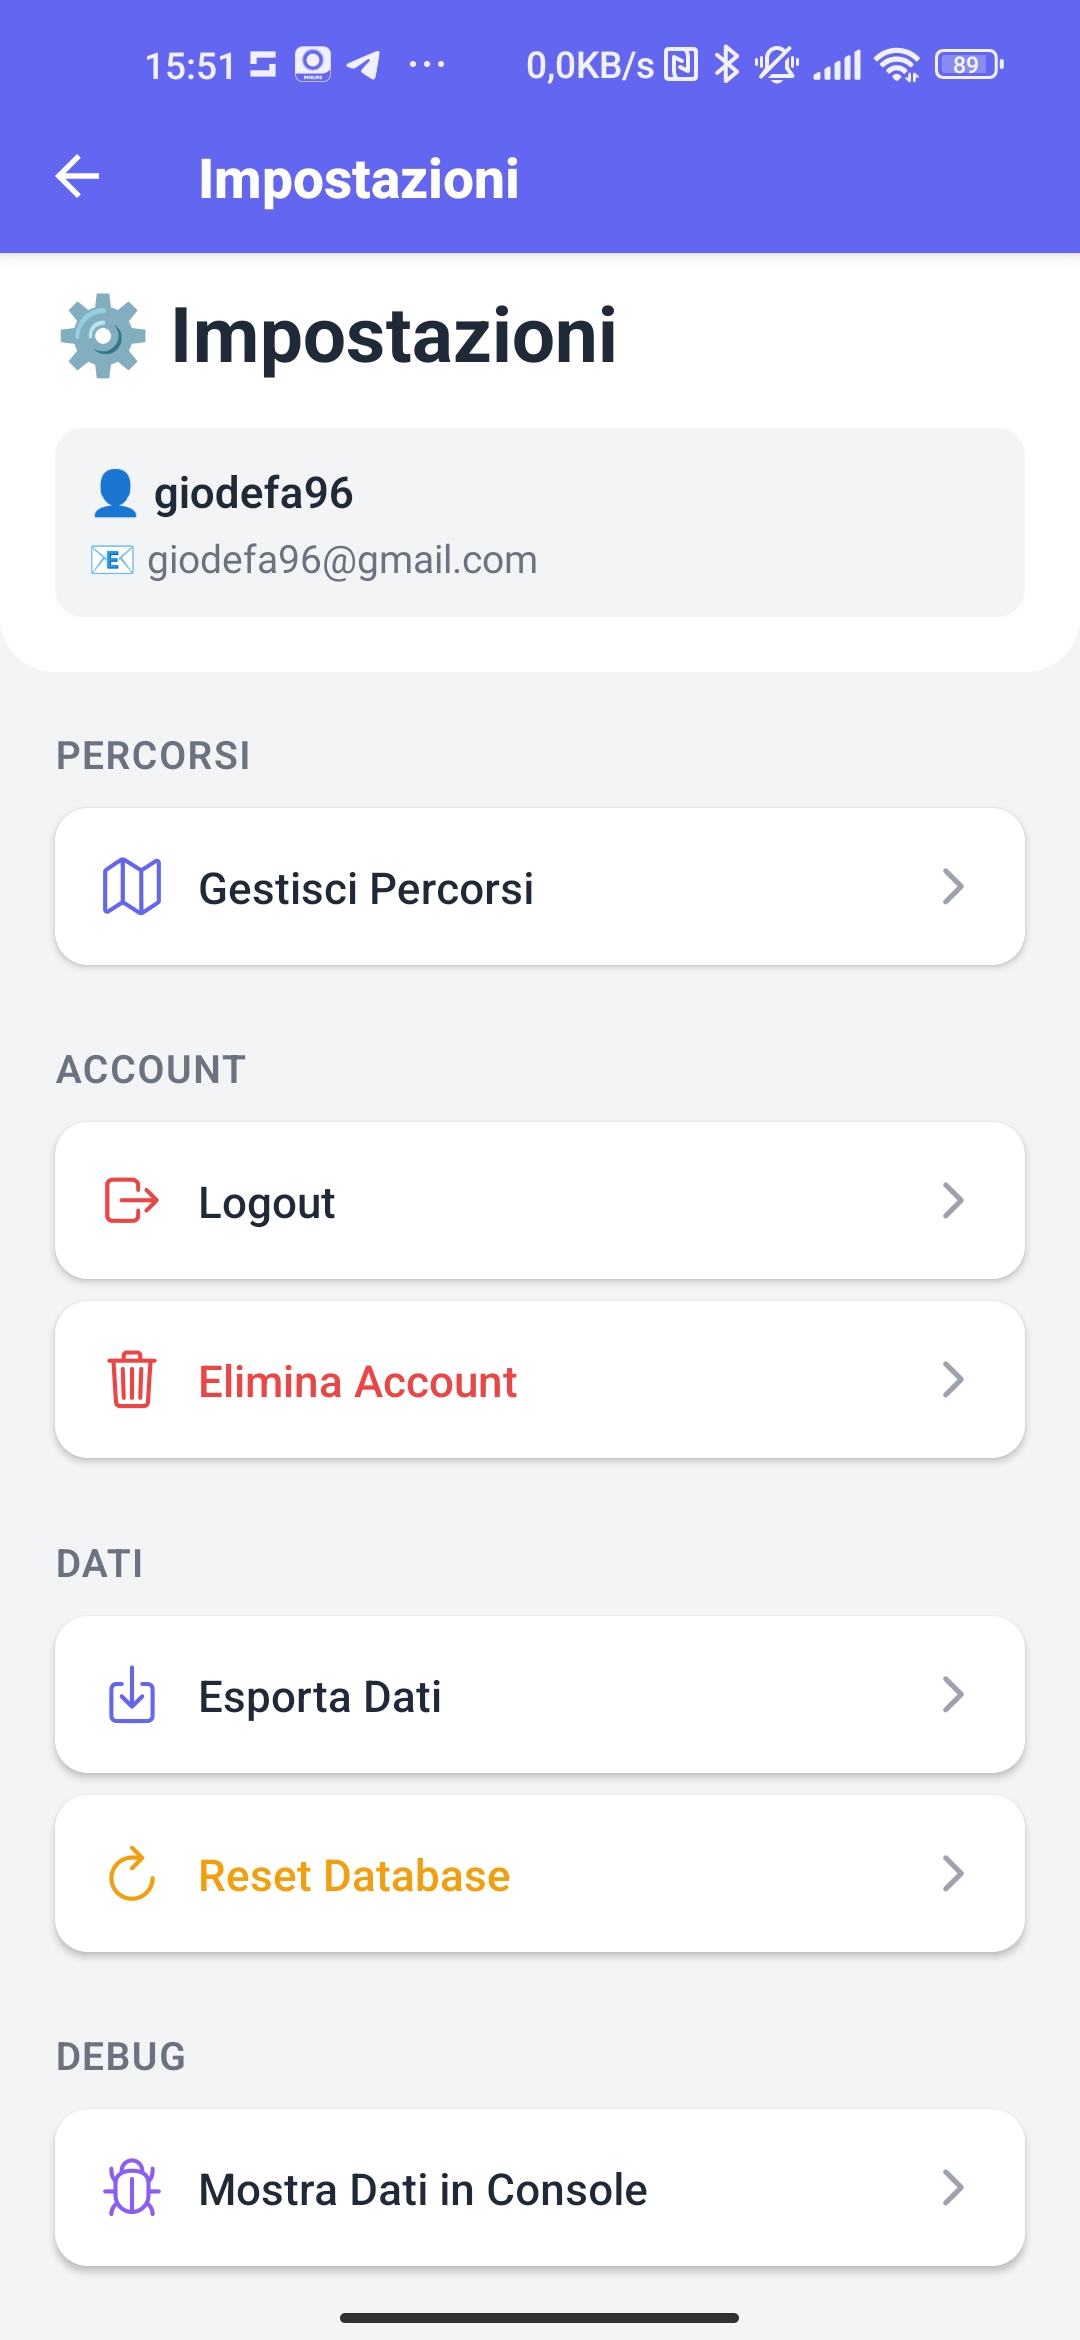 15:51 0,0KB/s 89
Impostazioni
Impostazioni
giodefa96
giodefa96@gmail.com
PERCORSI
Gestisci Percorsi
ACCOUNT
Logout
Elimina Account
DATI
Esporta Dati
Reset Database
DEBUG
Mostra Dati in Console